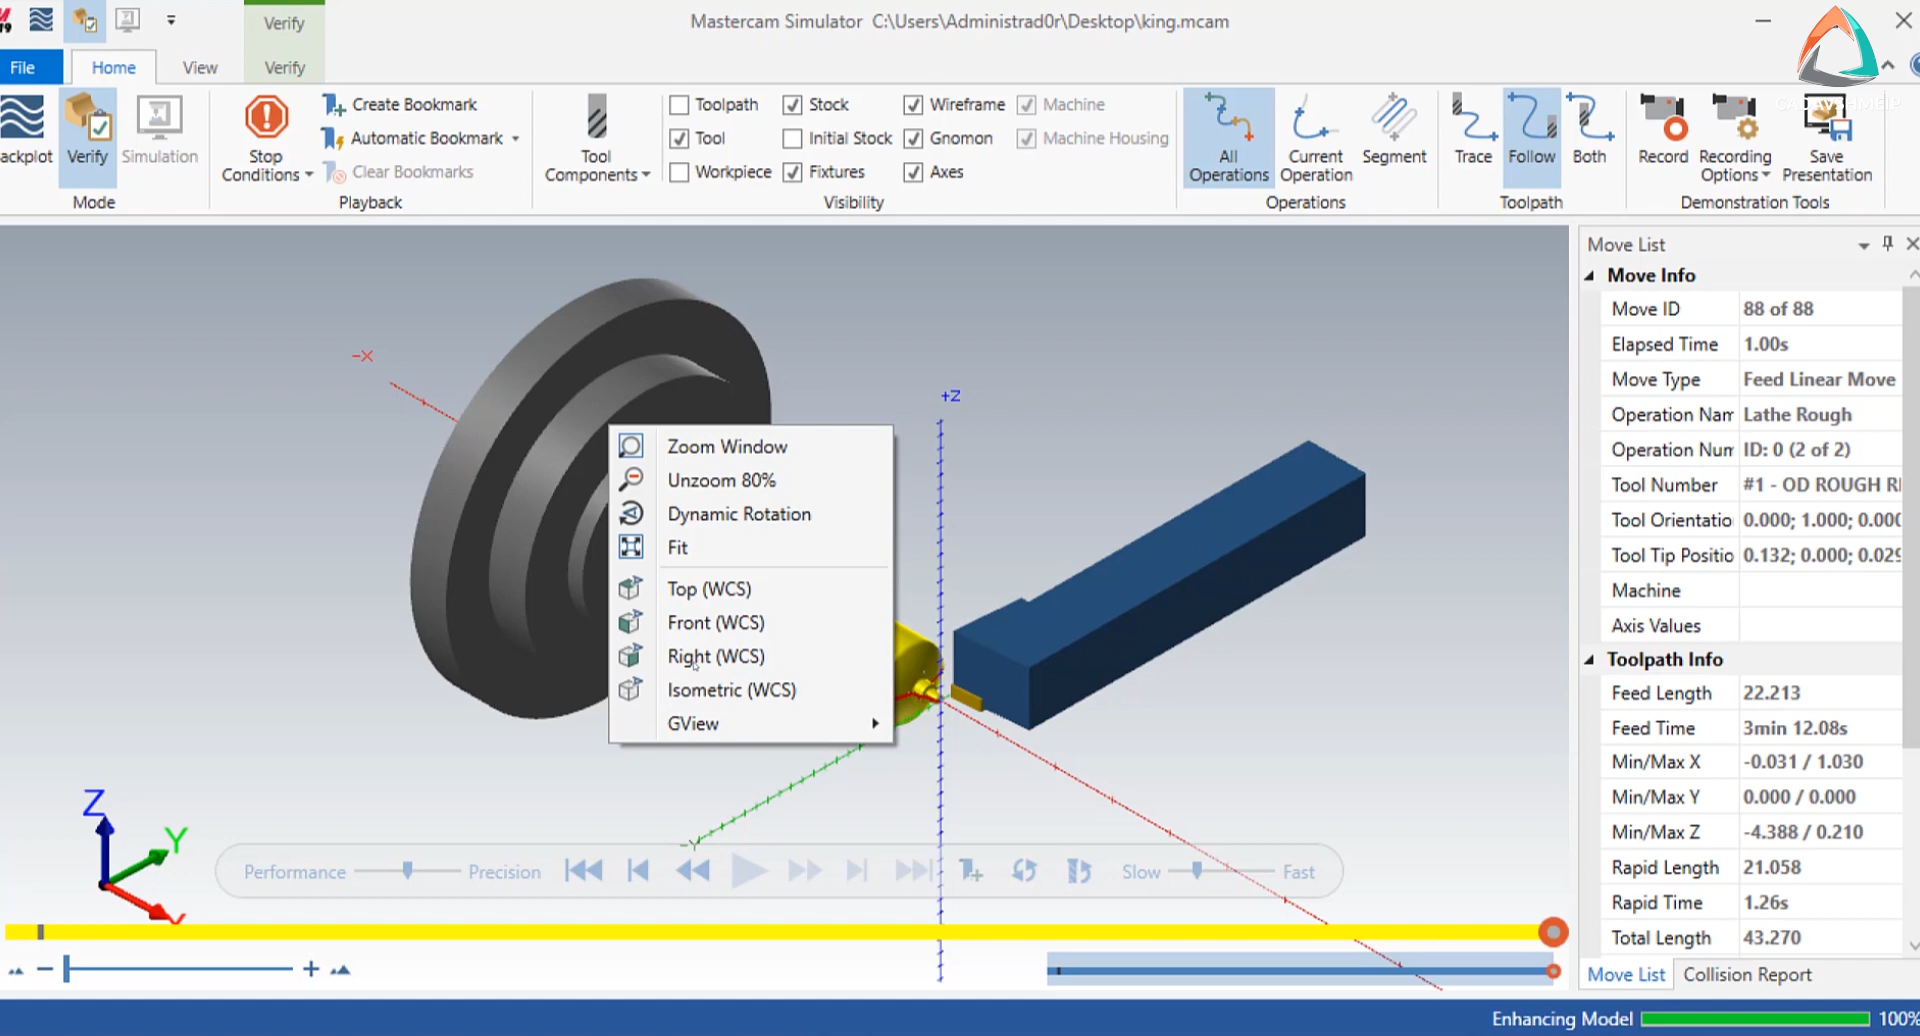 Verify
Mastercam Simulator C:\Users\Administrad0r\Desktop\king.mcam
File
Home
View
Verify
ackplot
Verify
Simulation
Mode
Stop Conditions
Create Bookmark
Automatic Bookmark
Clear Bookmarks
Playback
Tool Components
Toolpath
Stock
Wireframe
Machine
Tool
Initial Stock
Gnomon
Machine Housing
Workpiece
Fixtures
Axes
Visibility
All Operations
Current Operation
Segment
Operations
Trace
Follow
Both
Toolpath
Record
Recording Options
Save Presentation
Demonstration Tools
-X
+Z
Zoom Window
Unzoom 80%
Dynamic Rotation
Fit
Top (WCS)
Front (WCS)
Right (WCS)
Isometric (WCS)
GView
-Y
Z
Y
Performance
Precision
Slow
Fast
Move List
Move Info
Move ID 88 of 88
Elapsed Time 1.00s
Move Type Feed Linear Move
Operation Nam Lathe Rough
Operation Num ID: 0 (2 of 2)
Tool Number #1 - OD ROUGH RI
Tool Orientatio 0.000; 1.000; 0.000
Tool Tip Positio 0.132; 0.000; 0.029
Machine
Axis Values
Toolpath Info
Feed Length 22.213
Feed Time 3min 12.08s
Min/Max X -0.031 / 1.030
Min/Max Y 0.000 / 0.000
Min/Max Z -4.388 / 0.210
Rapid Length 21.058
Rapid Time 1.26s
Total Length 43.270
Move List
Collision Report
Enhancing Model
100%